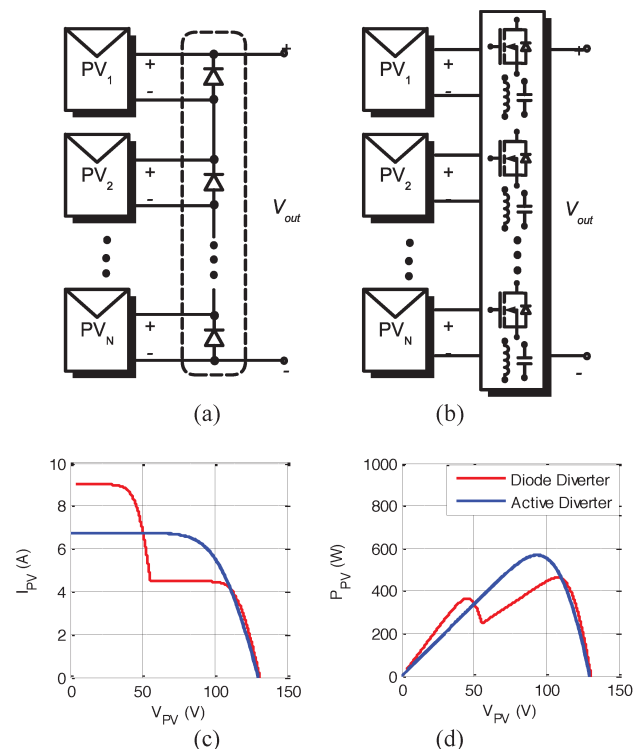 PV1
+
-
PV2
+
-
PVN
+
-
+
Vout
-
(a)
PV1
+
-
PV2
+
-
PVN
+
-
+
Vout
-
(b)
10
8
6
4
2
0
IPV (A)
0
50
100
150
VPV (V)
(c)
1000
800
600
400
200
0
PPV (W)
Diode Diverter
Active Diverter
0
50
100
150
VPV (V)
(d)